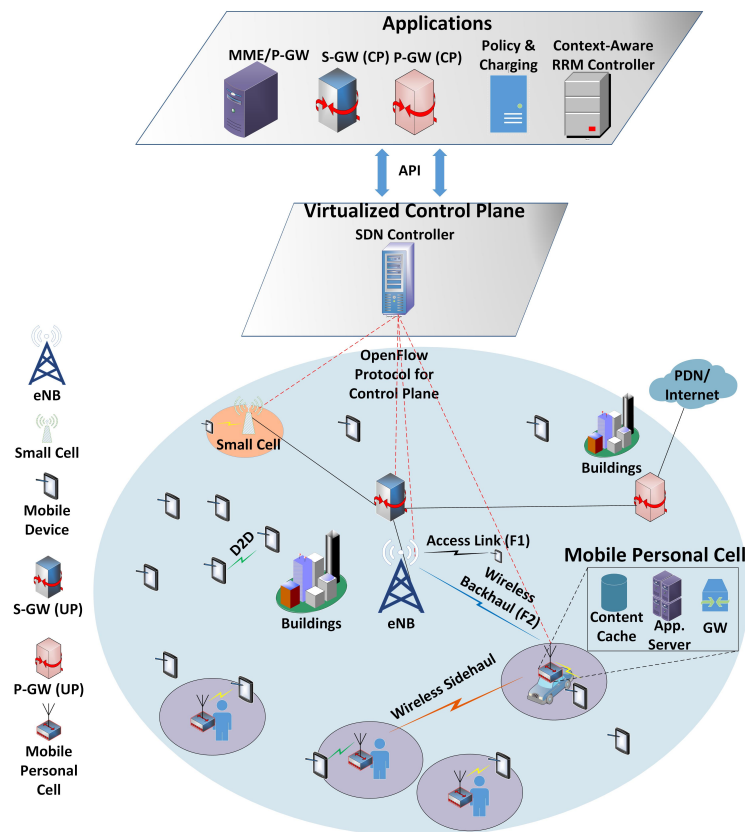 Applications
MME/P-GW
S-GW (CP)
P-GW (CP)
Policy &
Charging
Context-Aware
RRM Controller
API
Virtualized Control Plane
SDN Controller
OpenFlow
Protocol for
Control Plane
eNB
Small Cell
Mobile
Device
S-GW (UP)
P-GW (UP)
Mobile
Personal
Cell
Small Cell
PDN/
Internet
Buildings
D2D
Buildings
eNB
Access Link (F1)
Wireless
Backhaul (F2)
Mobile Personal Cell
Content
Cache
App.
Server
GW
Wireless Sidehaul